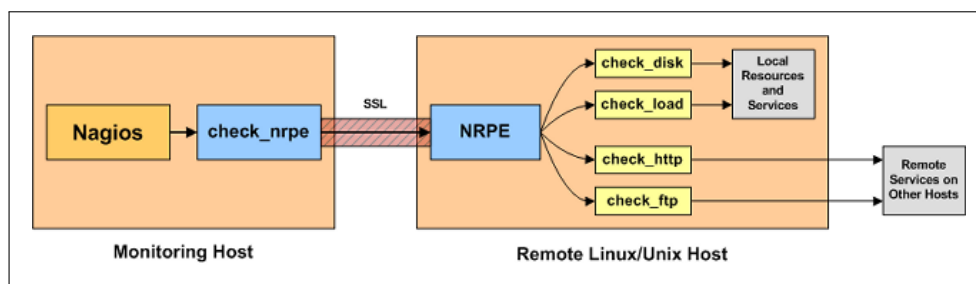 Nagios
check_nrpe
SSL
NRPE
check_disk
check_load
check_http
check_ftp
Local
Resources
and
Services
Remote
Services on
Other Hosts
Monitoring Host
Remote Linux/Unix Host